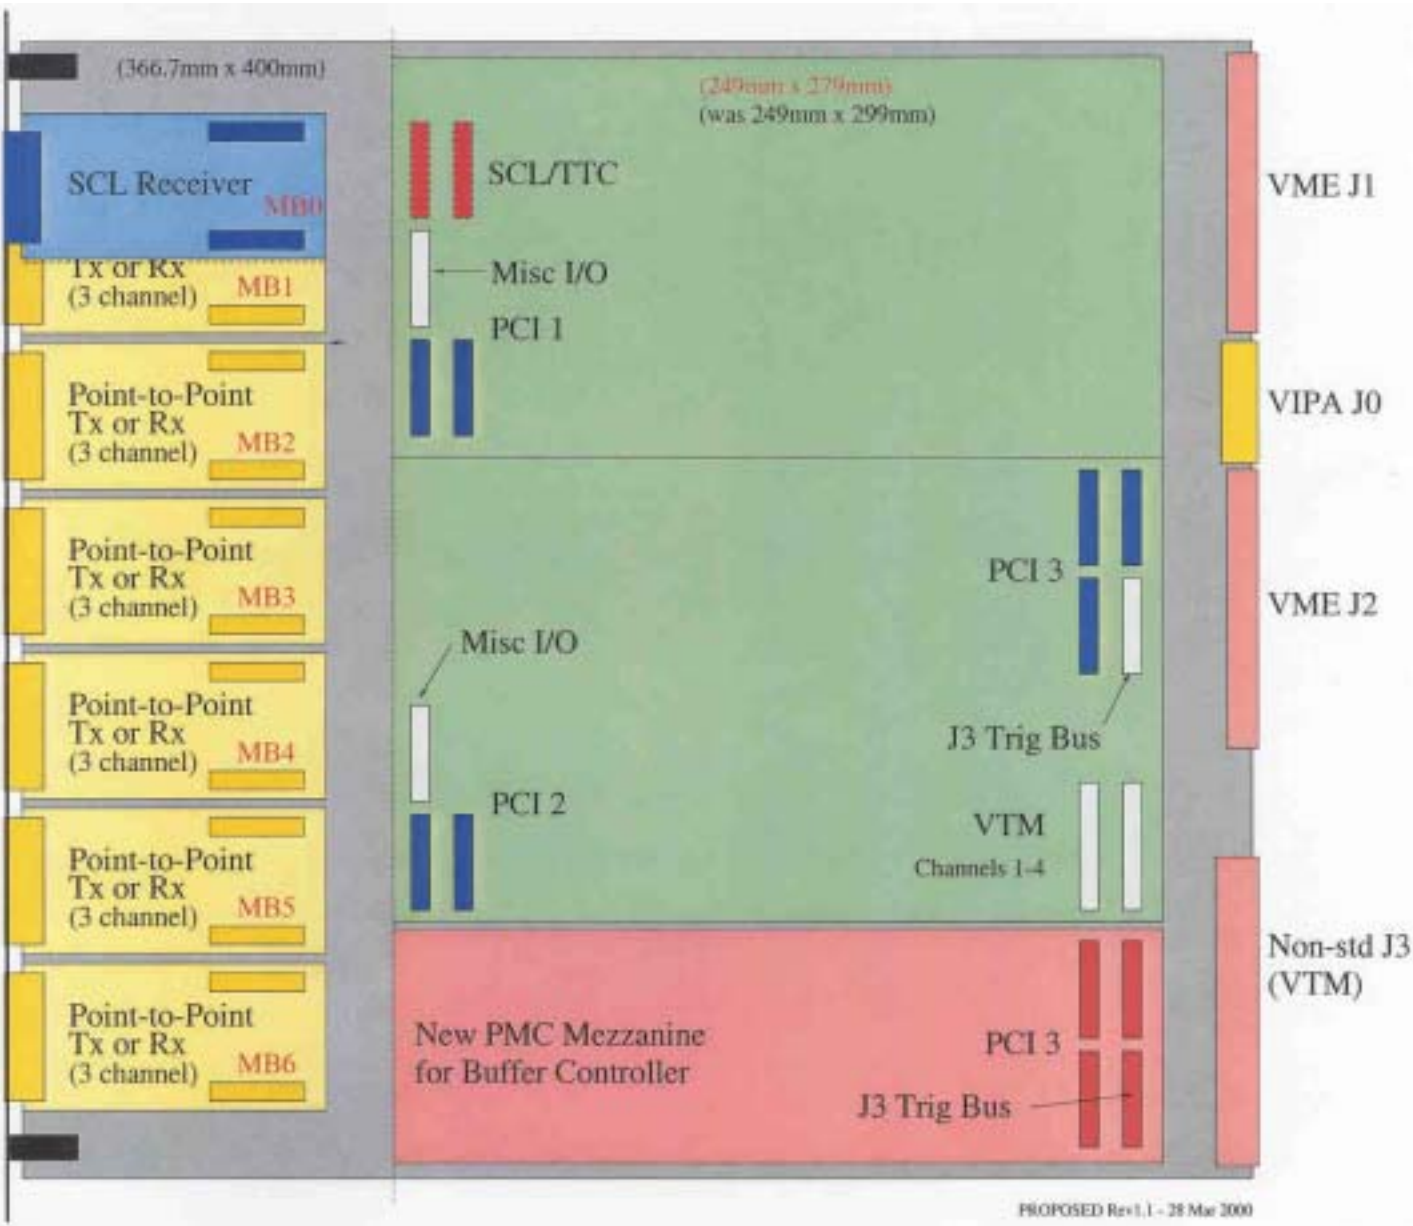 (366.7mm x 400mm)
(249mm x 279mm)
(was 249mm x 299mm)
SCL Receiver
MB0
Tx or Rx
(3 channel)
MB1
Point-to-Point
Tx or Rx
(3 channel)
MB2
Point-to-Point
Tx or Rx
(3 channel)
MB3
Point-to-Point
Tx or Rx
(3 channel)
MB4
Point-to-Point
Tx or Rx
(3 channel)
MB5
Point-to-Point
Tx or Rx
(3 channel)
MB6
SCL/TTC
Misc I/O
PCI 1
Misc I/O
PCI 2
PCI 3
J3 Trig Bus
VTM
Channels 1-4
New PMC Mezzanine
for Buffer Controller
PCI 3
J3 Trig Bus
VME J1
VIPA J0
VME J2
Non-std J3
(VTM)
PROPOSED Rev1.1 - 28 Mar 2000